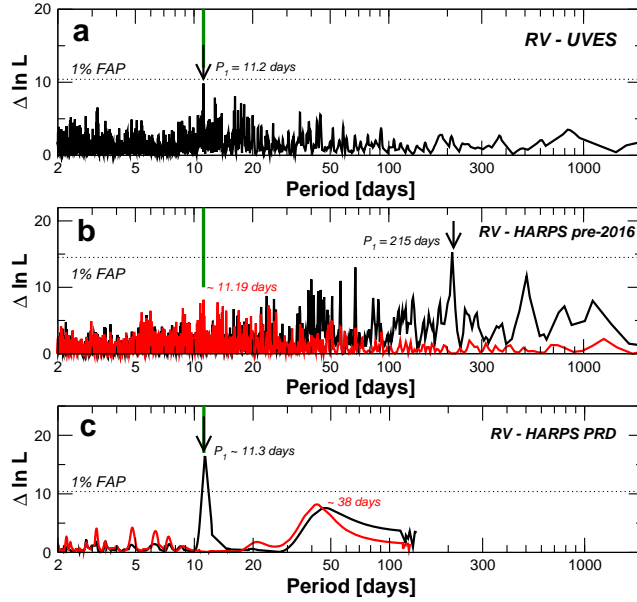 a
RV - UVES
1% FAP
P1 = 11.2 days
Δ ln L
20
10
0
2 5 10 20 50 100 300 1000
Period [days]
b
RV - HARPS pre-2016
P1 = 215 days
1% FAP
~ 11.19 days
Δ ln L
20
10
0
2 5 10 20 50 100 300 1000
Period [days]
c
RV - HARPS PRD
P1 ~ 11.3 days
1% FAP
~ 38 days
Δ ln L
20
10
0
2 5 10 20 50 100 300 1000
Period [days]